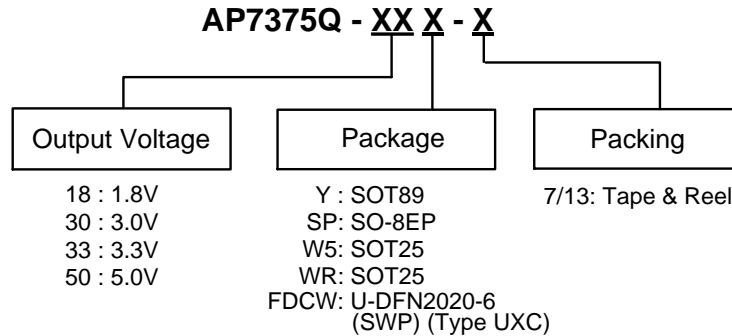 AP7375Q - XX X - X
Output Voltage
Package
Packing
18 : 1.8V
30 : 3.0V
33 : 3.3V
50 : 5.0V
Y : SOT89
SP: SO-8EP
W5: SOT25
WR: SOT25
FDCW: U-DFN2020-6
(SWP) (Type UXC)
7/13: Tape & Reel